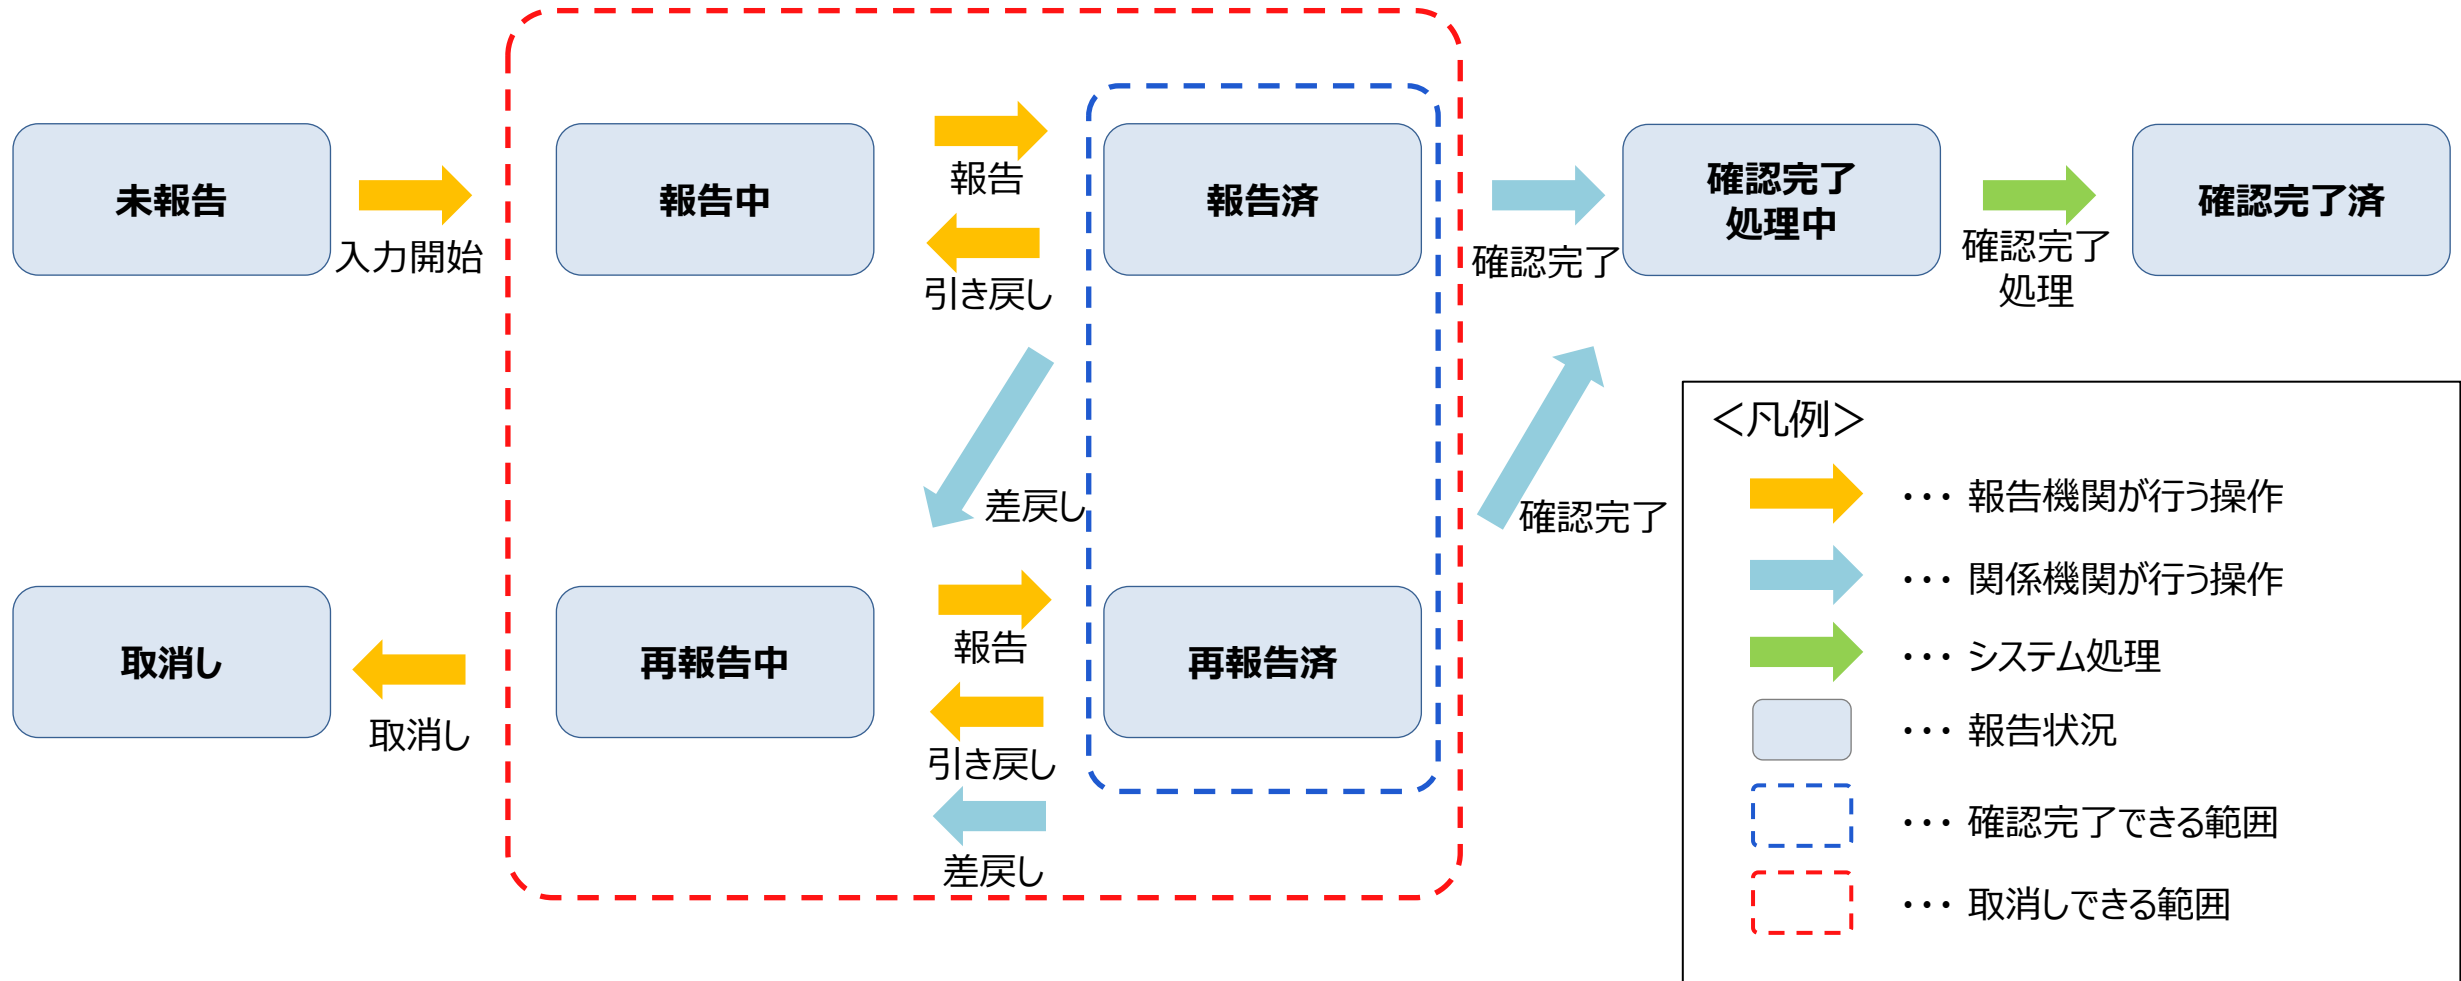 未報告
入力開始
報告中
報告
引き戻し
報告済
確認完了
確認完了
処理中
確認完了
処理
確認完了済
差戻し
確認完了
取消し
取消し
再報告中
報告
引き戻し
差戻し
再報告済
<凡例>
・・・ 報告機関が行う操作
・・・ 関係機関が行う操作
・・・ システム処理
・・・ 報告状況
・・・ 確認完了できる範囲
・・・ 取消しできる範囲